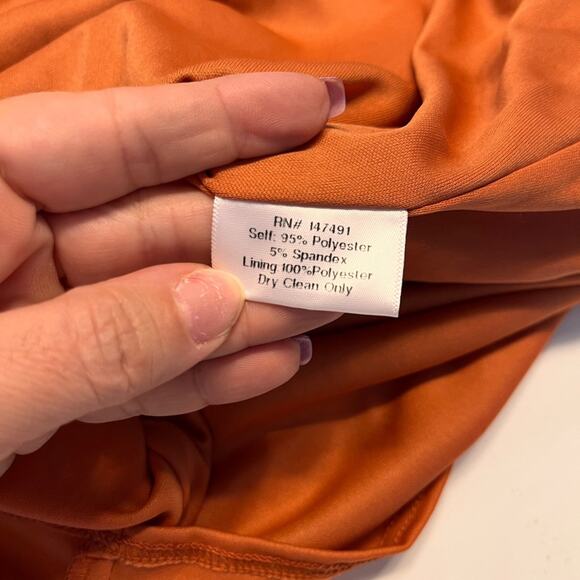 RN# 147491
Self: 95% Polyester
5% Spandex
Lining 100%Polyester
Dry Clean Only